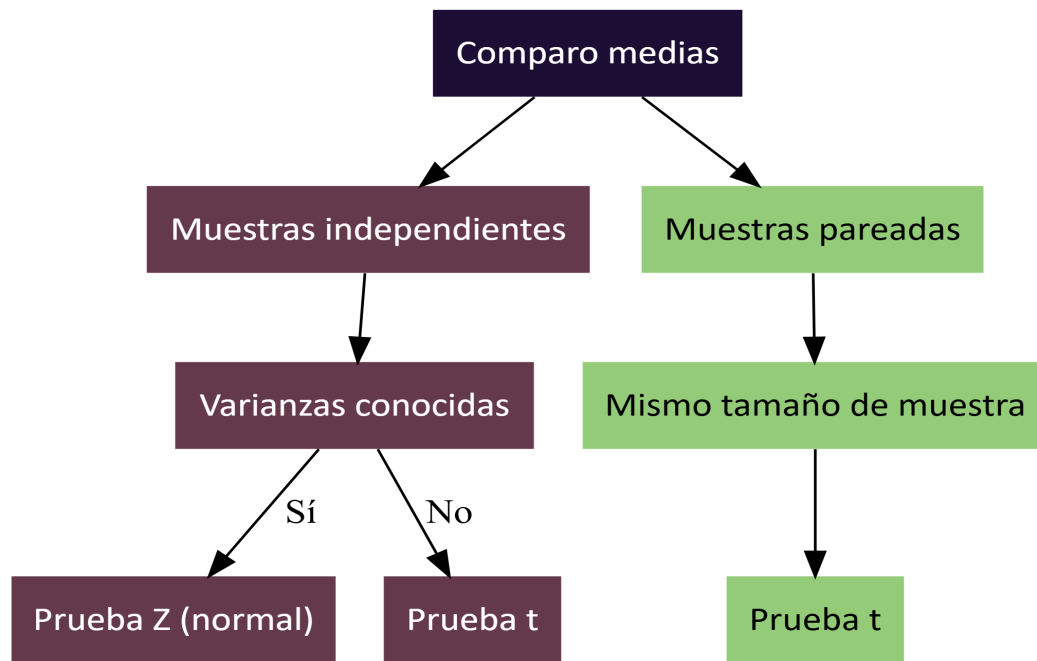 Comparo medias
Muestras independientes
Muestras pareadas
Varianzas conocidas
Mismo tamaño de muestra
Sí
No
Prueba Z (normal)
Prueba t
Prueba t